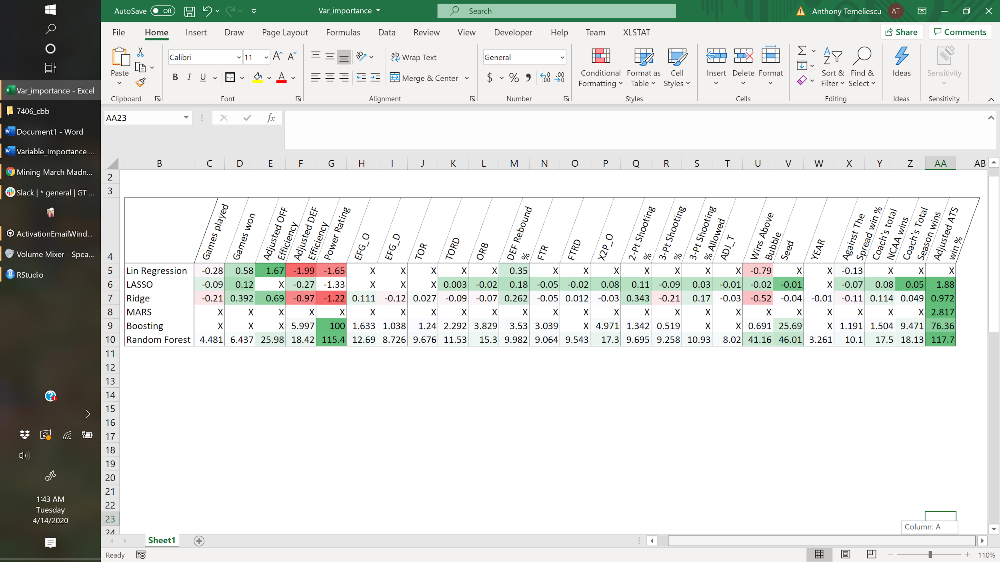 AutoSave Off Var_importance Search Anthony Temeliescu AT
File Home Insert Draw Page Layout Formulas Data Review View Developer Help Team XLSTAT Share Comments
Paste
Clipboard
Calibri 11 A A
B I U A
Font
ab Wrap Text
Merge & Center
Alignment
General
$ % 9 .00 .00
Number
Conditional Formatting Format as Table Cell Styles
Styles
Insert Delete Format
Cells
Sort & Filter Find & Select
Editing
Ideas
Ideas
Sensitivity
Sensitivity
Var_importance - Excel
7406_cbb
Document1 - Word
Variable_Importance ...
Mining March Madn...
Slack | * general | GT ...
ActivationEmailWind...
Volume Mixer - Spea...
RStudio
1:43 AM
Tuesday
4/14/2020
AA23 fx
B C D E F G H I J K L M N O P Q R S T U V W X Y Z AA AB
2
3
4 Games played Games won Adjusted OFF Efficiency Adjusted DEF Efficiency Power Rating EFG_O EFG_D TOR TORD ORB DEF Rebound % FTR FTRD X2P_O 2-Pt Shooting % 3-Pt Shooting % 3-Pt Shooting % Allowed ADJ_T Wins Above Bubble Seed YEAR Against The Spread win % Coach's total NCAA wins Coach's Total Season wins Adjusted ATS win %
5 Lin Regression -0.28 0.58 1.67 -1.99 -1.65 X X X X X 0.35 X X X X X X X -0.79 X X -0.13 X X X
6 LASSO -0.09 0.12 X -0.27 -1.33 X X X 0.003 -0.02 0.18 -0.05 -0.02 0.08 0.11 -0.09 0.03 -0.01 -0.02 -0.01 X -0.07 0.08 0.05 1.88
7 Ridge -0.21 0.392 0.69 -0.97 -1.22 0.111 -0.12 0.027 -0.09 -0.07 0.262 -0.05 0.012 -0.03 0.343 -0.21 0.17 -0.03 -0.52 -0.04 -0.01 -0.11 0.114 0.049 0.972
8 MARS X X X X X X X X X X X X X X X X X X X X X X X X 2.817
9 Boosting X X X 5.997 100 1.633 1.038 1.24 2.292 3.829 3.53 3.039 X 4.971 1.342 0.519 X X 0.691 25.69 X 1.191 1.504 9.471 76.36
10 Random Forest 4.481 6.437 25.98 18.42 115.4 12.69 8.726 9.676 11.53 15.3 9.982 9.064 9.543 17.3 9.695 9.258 10.93 8.02 41.16 46.01 3.261 10.1 17.5 18.13 117.7
11
12
13
14
15
16
17
18
19
20
21
22
23
24
Column: A
Sheet1
Ready 110%